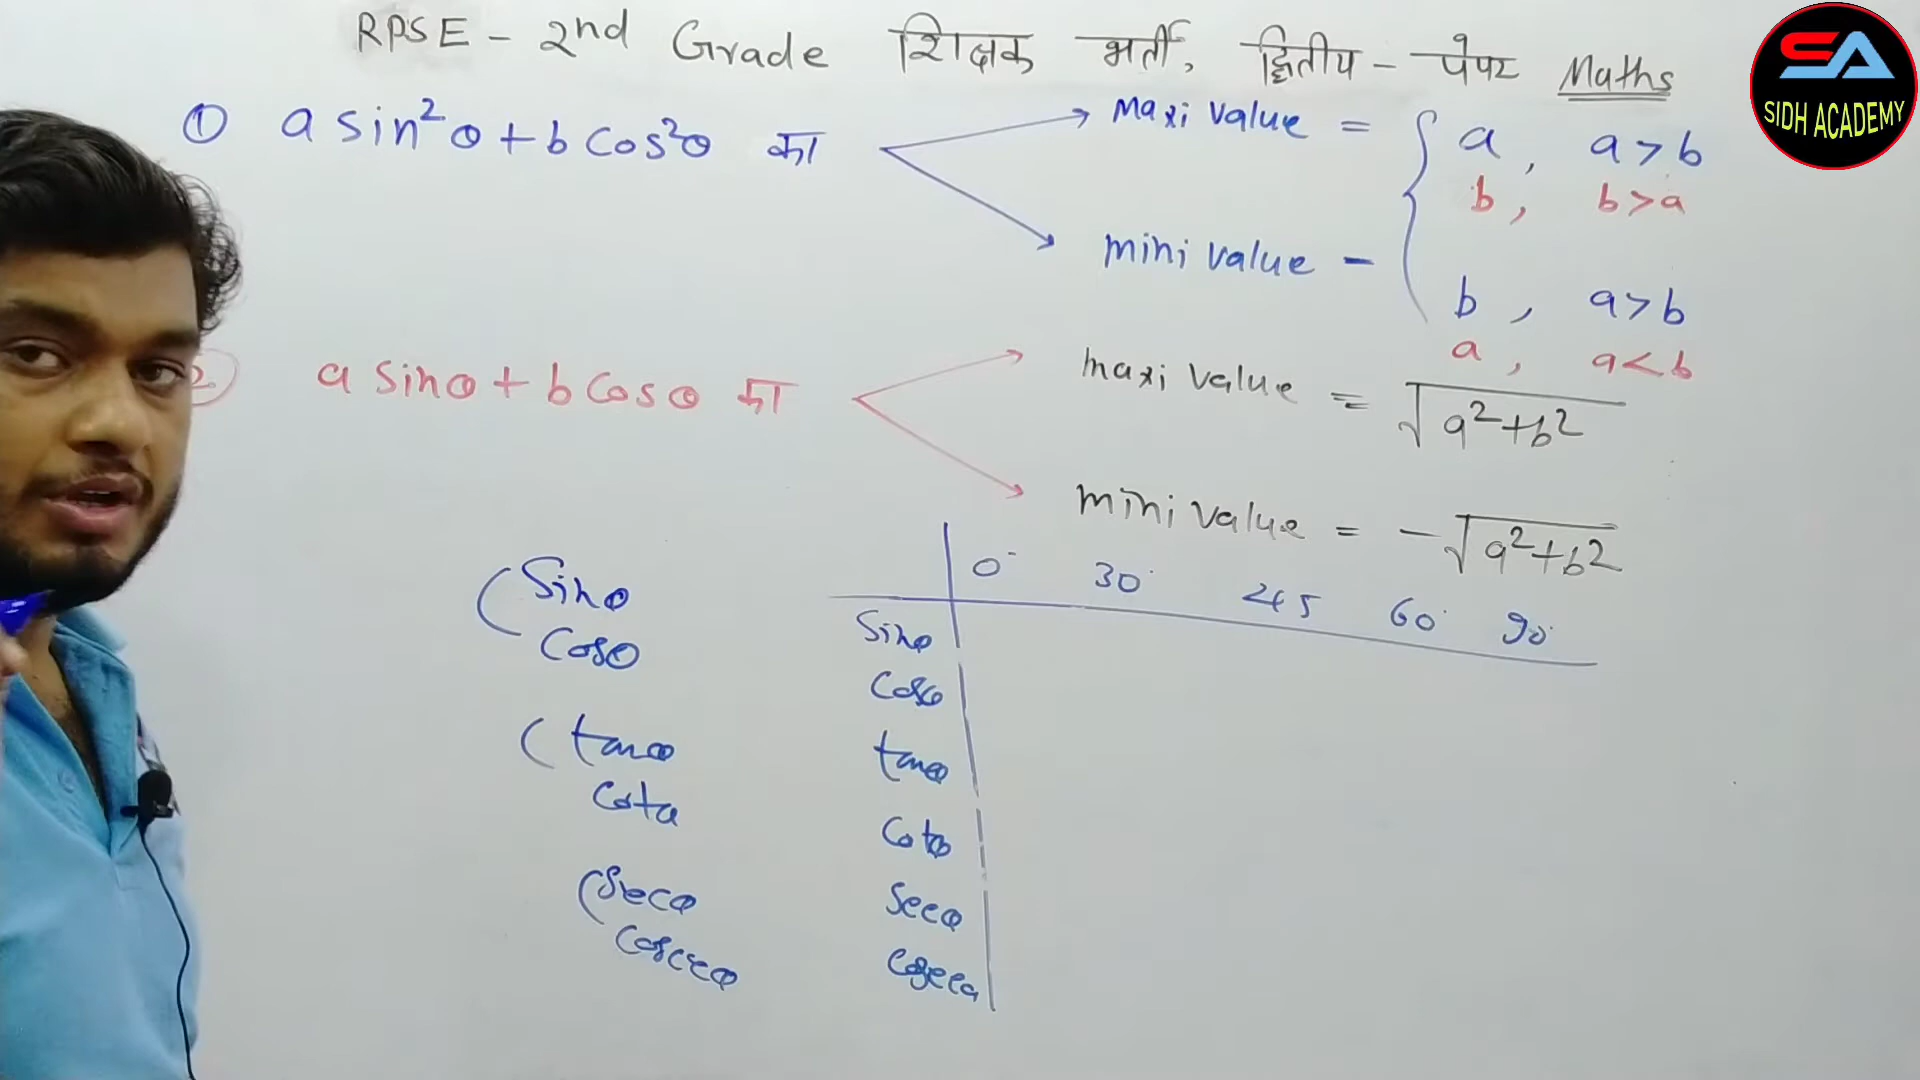 RPSE - 2nd Grade शिक्षक भर्ती, द्वितीय - पेपर Maths
SA
SIDH ACADEMY
① a sin²θ + b cos²θ का
Maxi value = { a, a > b
b, b > a
mini value - b, a > b
a, a < b
2 a sinθ + b cosθ का
maxi value = √a²+b²
mini value = -√a²+b²
0° 30° 45 60° 90°
(sinθ
cosθ
(tanθ
cotθ
(secθ
cosecθ
sinθ
cosθ
tanθ
cotθ
secθ
cosecθ